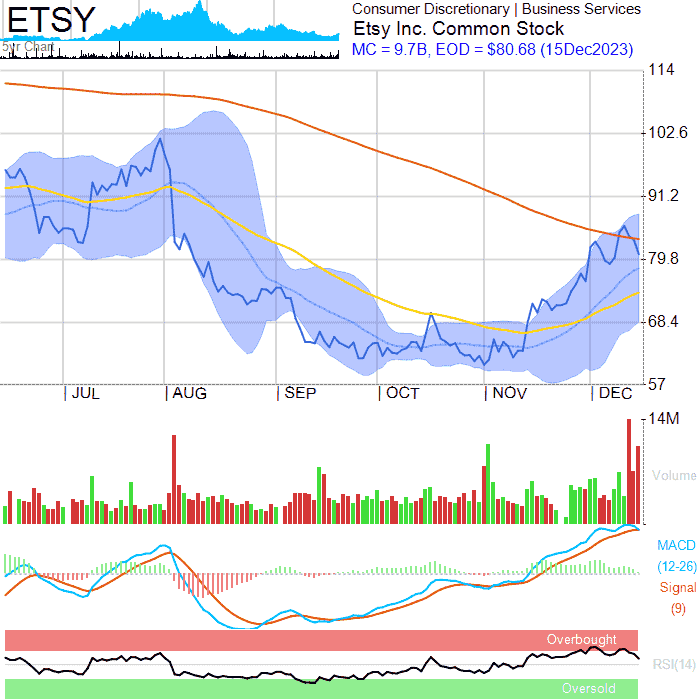 ETSY
5yr Chart
Consumer Discretionary | Business Services
Etsy Inc. Common Stock
MC = 9.7B, EOD = $80.68 (15Dec2023)
114
102.6
91.2
79.8
68.4
57
JUL AUG SEP OCT NOV DEC
14M
Volume
MACD
(12-26)
Signal
(9)
Overbought
RSI(14)
Oversold